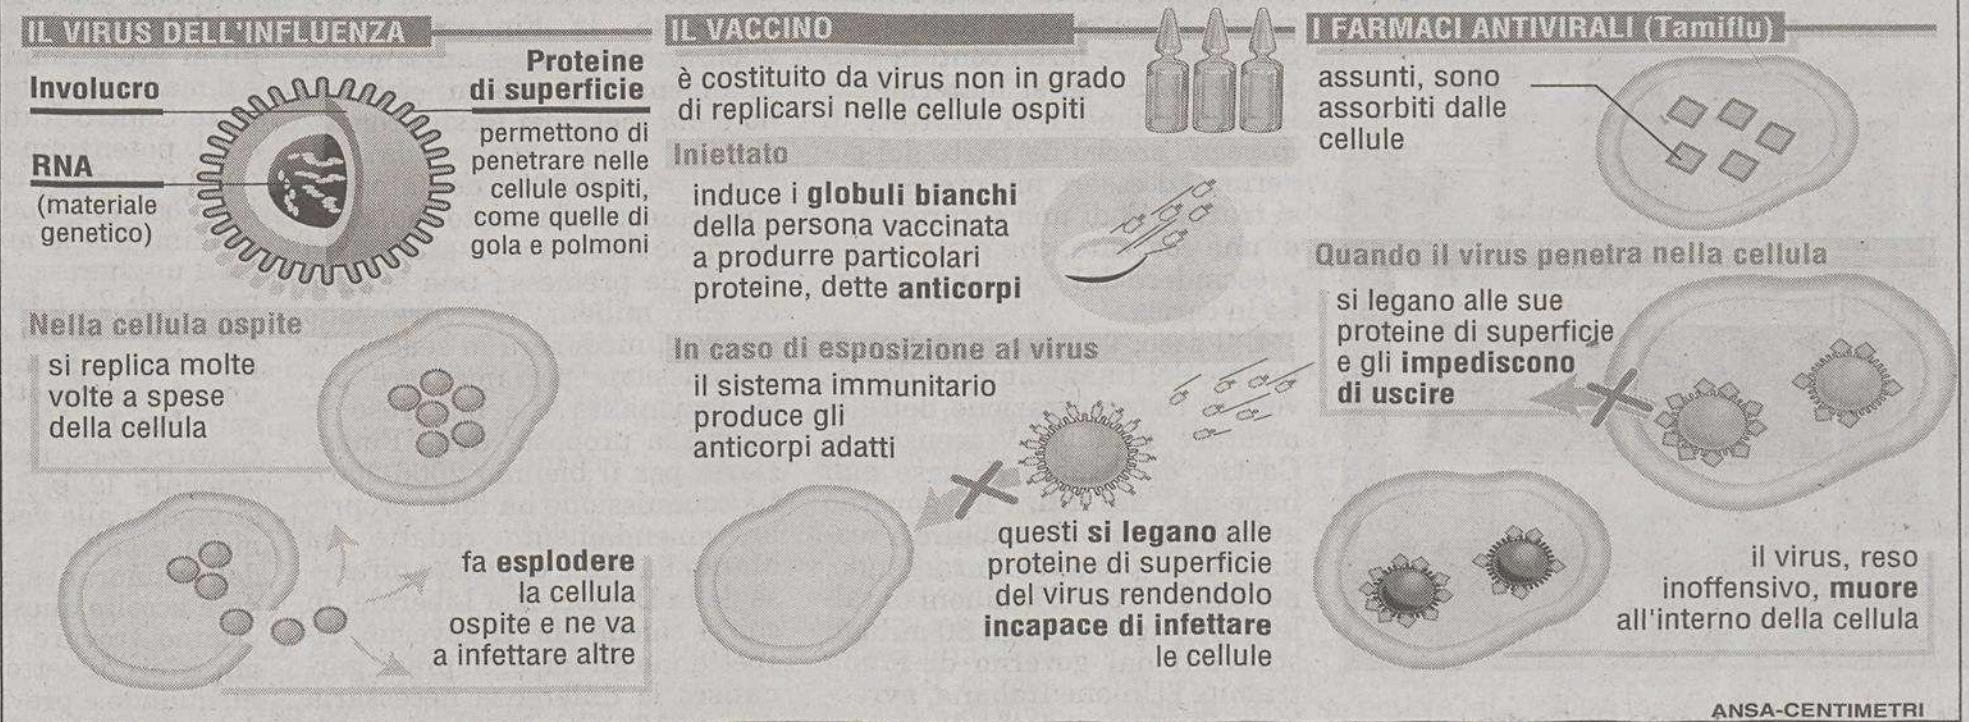 IL VIRUS DELL'INFLUENZA
Involucro
RNA
(materiale
genetico)
Proteine
di superficie
permettono di
penetrare nelle
cellule ospiti,
come quelle di
gola e polmoni
Nella cellula ospite
si replica molte
volte a spese
della cellula
fa esplodere
la cellula
ospite e ne va
a infettare altre
IL VACCINO
è costituito da virus non in grado
di replicarsi nelle cellule ospiti
Iniettato
induce i globuli bianchi
della persona vaccinata
a produrre particolari
proteine, dette anticorpi
In caso di esposizione al virus
il sistema immunitario
produce gli
anticorpi adatti
questi si legano alle
proteine di superficie
del virus rendendolo
incapace di infettare
le cellule
I FARMACI ANTIVIRALI (Tamiflu)
assunti, sono
assorbiti dalle
cellule
Quando il virus penetra nella cellula
si legano alle sue
proteine di superficie
e gli impediscono
di uscire
il virus, reso
inoffensivo, muore
all'interno della cellula
ANSA-CENTIMETRI